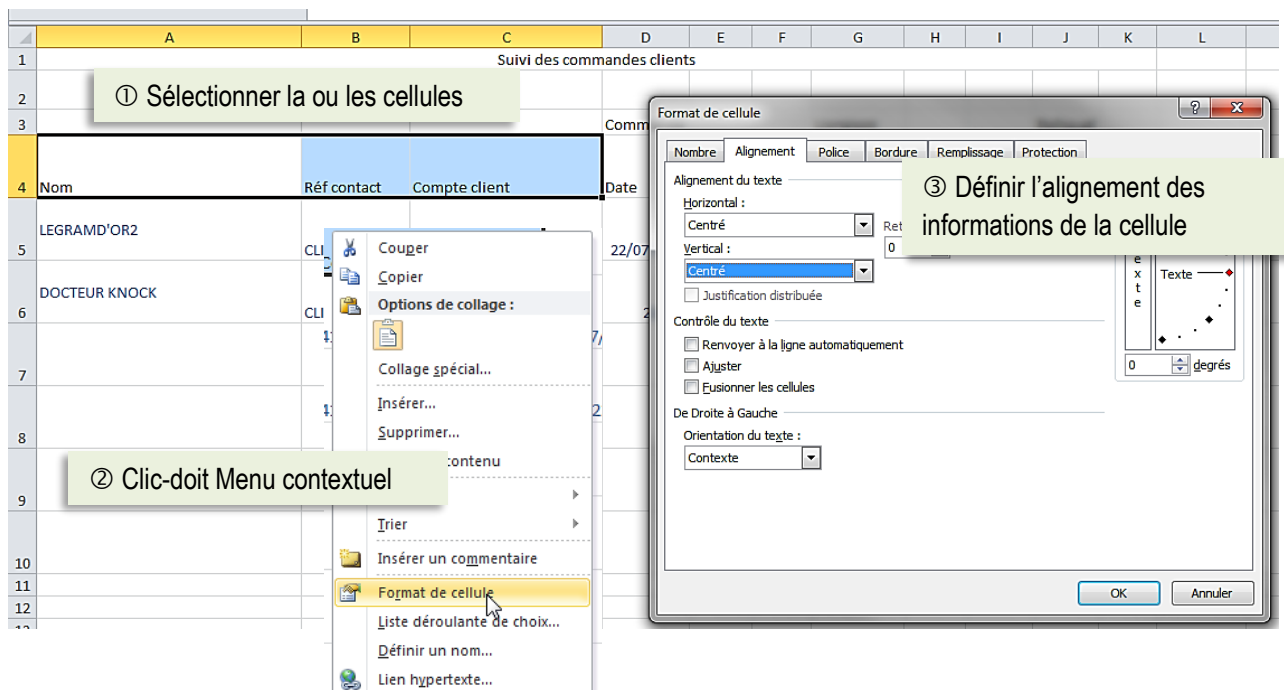 A B C D E F G H I J K L
1 Suivi des commandes clients
① Sélectionner la ou les cellules
2
3 Comm
4 Nom Réf contact Compte client Date
5 LEGRAMD'OR2 CLI 22/07
6 DOCTEUR KNOCK CLI 2
7
8
9
10
11
12
② Clic-doit Menu contextuel
Couper
Copier
Options de collage :
Collage spécial...
Insérer...
Supprimer...
contenu
Trier
Insérer un commentaire
Format de cellule
Liste déroulante de choix...
Définir un nom...
Lien hypertexte...
Format de cellule
Nombre Alignement Police Bordure Remplissage Protection
③ Définir l’alignement des
informations de la cellule
Alignement du texte
Horizontal :
Centré Ret
Vertical : 0
Centré
Justification distribuée
Contrôle du texte
Renvoyer à la ligne automatiquement
Ajuster
Fusionner les cellules
De Droite à Gauche
Orientation du texte :
Contexte
e
x
t
e
Texte
0 degrés
OK Annuler